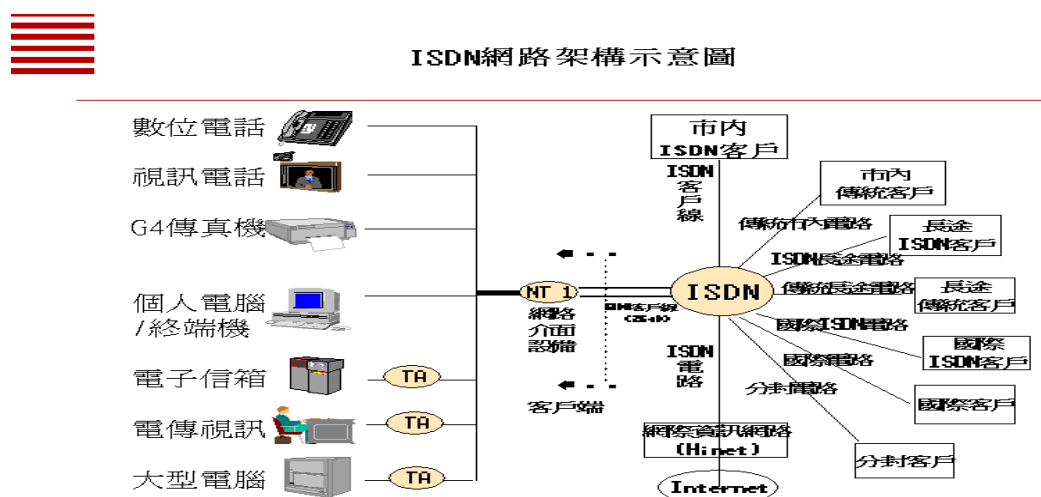 ISDN網路架構示意圖
數位電話
視訊電話
G4傳真機
個人電腦
/終端機
電子信箱
電傳視訊
大型電腦
TA
TA
TA
NT 1
網路
介面
設備
客戶端
市內
ISDN客戶
ISDN
客
戶
線
ISDN
ISDN
電
路
網際資訊網路
(Hinet)
Internet
市內
傳統客戶
傳統市內電路
長途
ISDN客戶
ISDN長途電路
長途
傳統客戶
傳統長途電路
國際ISDN電路
國際
ISDN客戶
國際電路
國際客戶
分封電路
分封客戶